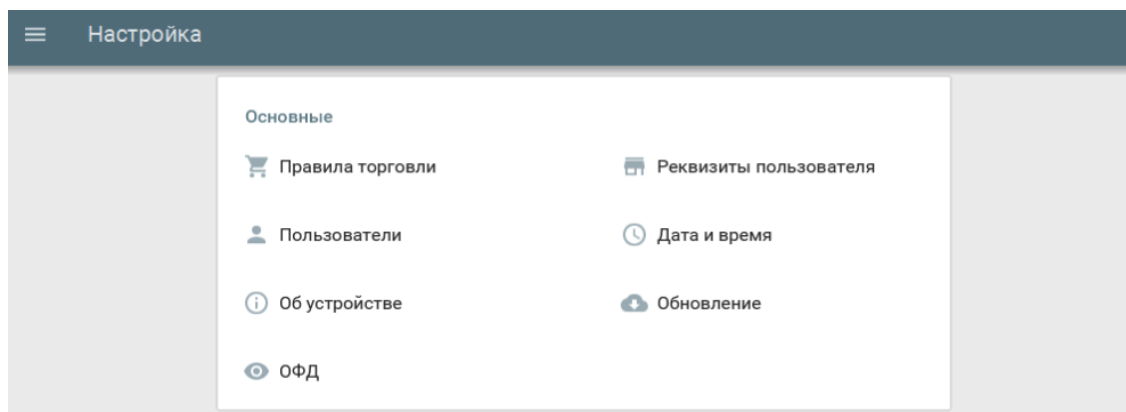 Настройка
Основные
Правила торговли
Реквизиты пользователя
Пользователи
Дата и время
Об устройстве
Обновление
ОФД